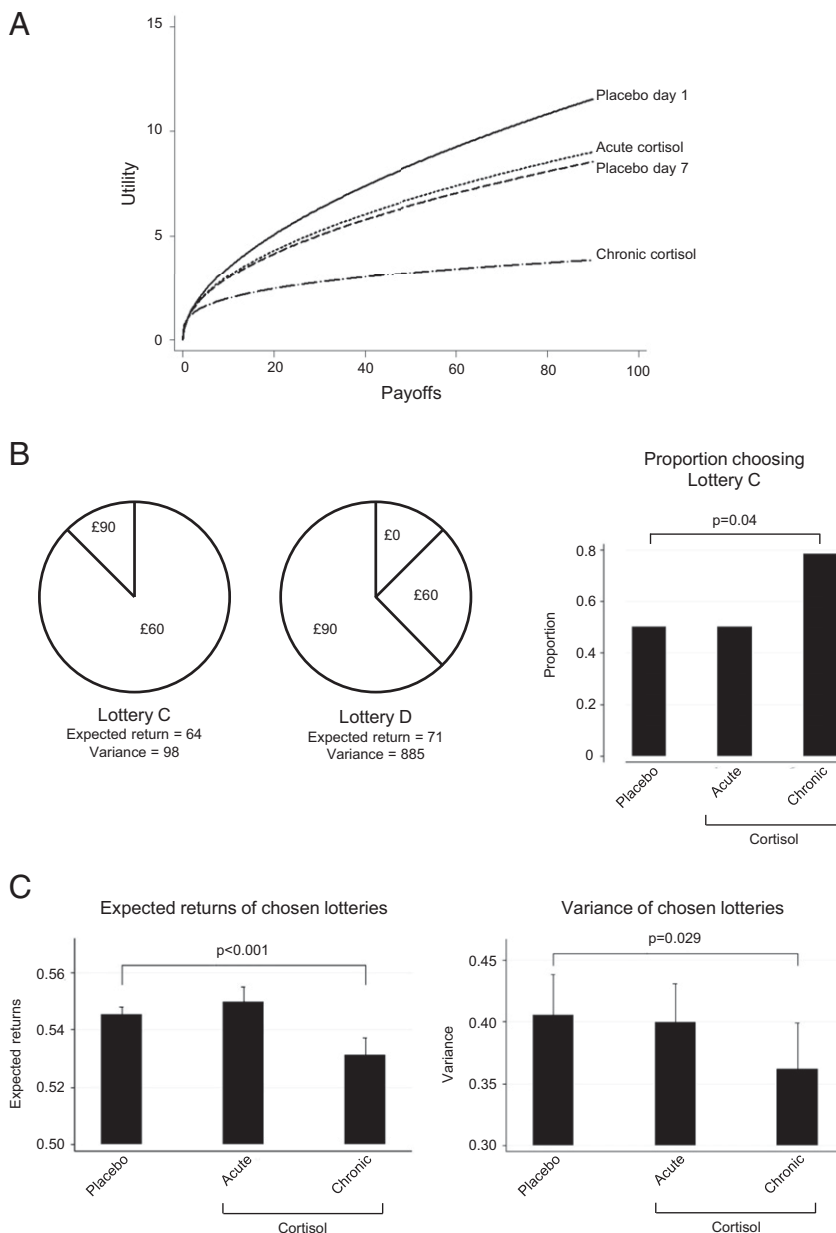 A
15
10
5
0
Utility
Placebo day 1
Acute cortisol
Placebo day 7
Chronic cortisol
0
20
40
60
80
100
Payoffs
B
£90
£60
Lottery C
Expected return = 64
Variance = 98
£0
£60
£90
Lottery D
Expected return = 71
Variance = 885
Proportion choosing
Lottery C
p=0.04
0.8
0.6
0.4
0.2
0
Proportion
Placebo
Acute
Chronic
Cortisol
C
Expected returns of chosen lotteries
p<0.001
0.56
0.54
0.52
0.50
Expected returns
Placebo
Acute
Chronic
Cortisol
Variance of chosen lotteries
p=0.029
0.45
0.40
0.35
0.30
Variance
Placebo
Acute
Chronic
Cortisol